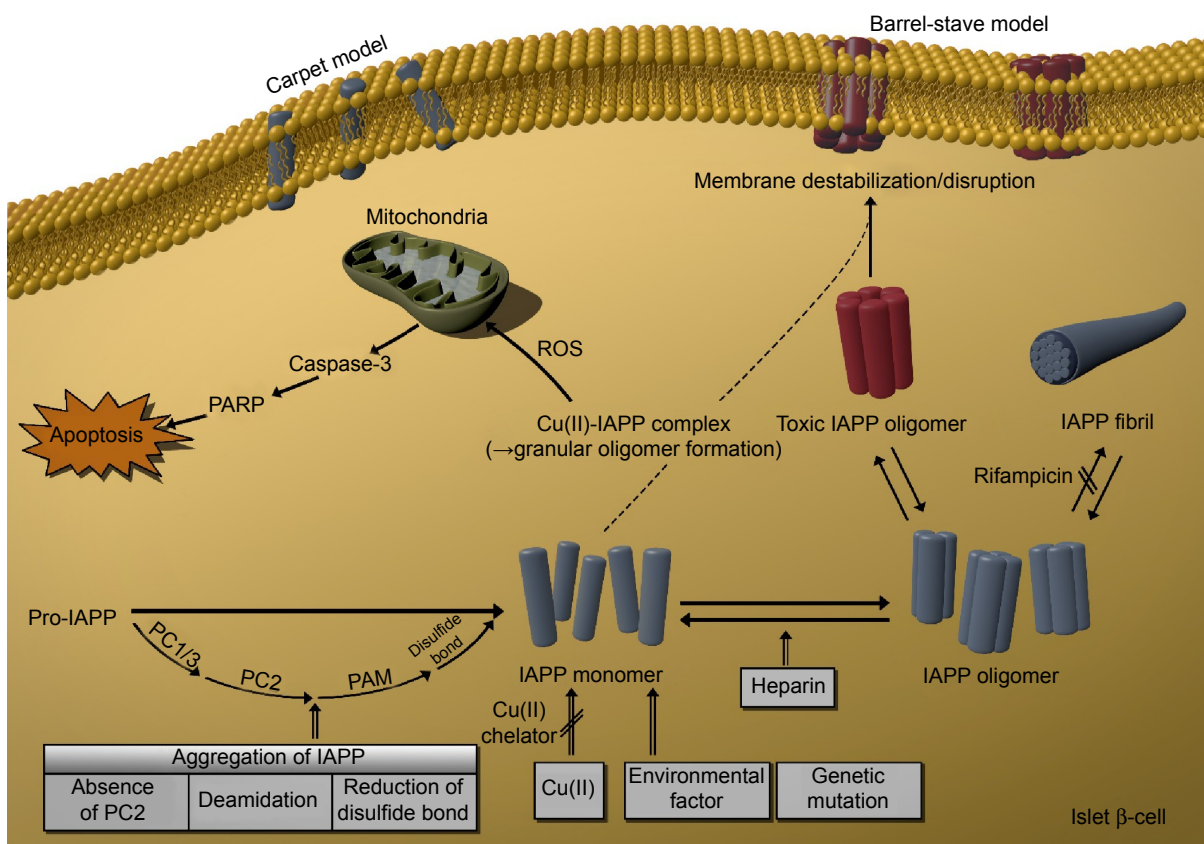 Barrel-stave model
Carpet model
Membrane destabilization/disruption
Mitochondria
ROS
Caspase-3
PARP
Apoptosis
Cu(II)-IAPP complex
(→granular oligomer formation)
Toxic IAPP oligomer
IAPP fibril
Rifampicin
Pro-IAPP
PC1/3
PC2
PAM
Disulfide
bond
IAPP monomer
Heparin
IAPP oligomer
Cu(II)
chelator
Aggregation of IAPP
Absence
of PC2
Deamidation
Reduction of
disulfide bond
Cu(II)
Environmental
factor
Genetic
mutation
Islet β-cell